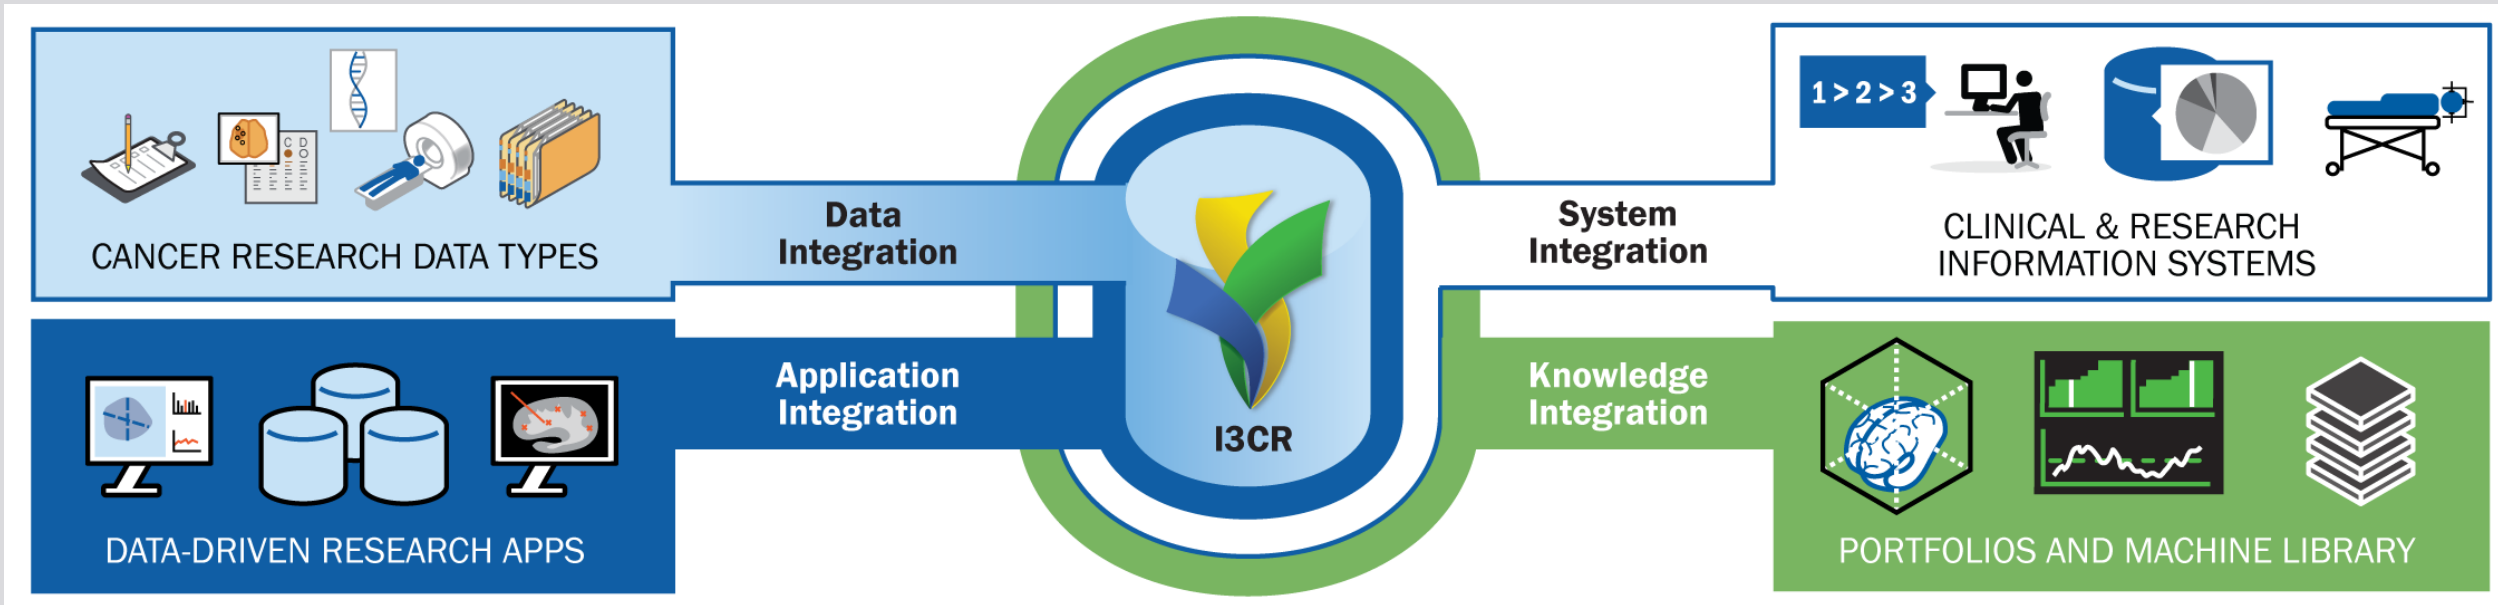 CANCER RESEARCH DATA TYPES
C D
Data
Integration
System
Integration
1 > 2 > 3
CLINICAL & RESEARCH
INFORMATION SYSTEMS
I3CR
DATA-DRIVEN RESEARCH APPS
Application
Integration
Knowledge
Integration
PORTFOLIOS AND MACHINE LIBRARY